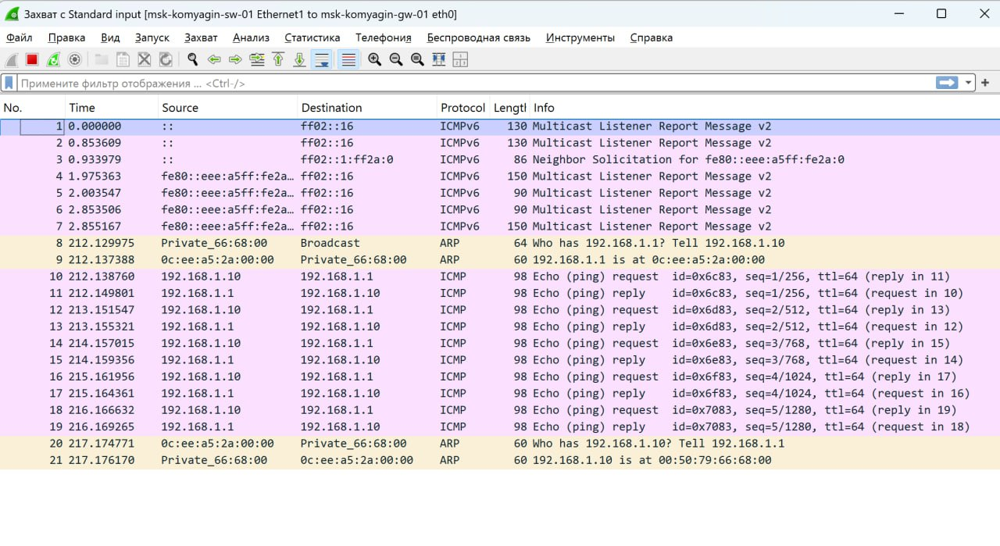 Захват с Standard input [msk-komyagin-sw-01 Ethernet1 to msk-komyagin-gw-01 eth0]
Файл Правка Вид Запуск Захват Анализ Статистика Телефония Беспроводная связь Инструменты Справка
Примените фильтр отображения ... <Ctrl-/>
No. Time Source Destination Protocol Lengtl Info
1 0.000000 :: ff02::16 ICMPv6 130 Multicast Listener Report Message v2
2 0.853609 :: ff02::16 ICMPv6 130 Multicast Listener Report Message v2
3 0.933979 :: ff02::1:ff2a:0 ICMPv6 86 Neighbor Solicitation for fe80::eee:a5ff:fe2a:0
4 1.975363 fe80::eee:a5ff:fe2a… ff02::16 ICMPv6 150 Multicast Listener Report Message v2
5 2.003547 fe80::eee:a5ff:fe2a… ff02::16 ICMPv6 90 Multicast Listener Report Message v2
6 2.853506 fe80::eee:a5ff:fe2a… ff02::16 ICMPv6 90 Multicast Listener Report Message v2
7 2.855167 fe80::eee:a5ff:fe2a… ff02::16 ICMPv6 150 Multicast Listener Report Message v2
8 212.129975 Private_66:68:00 Broadcast ARP 64 Who has 192.168.1.1? Tell 192.168.1.10
9 212.137388 0c:ee:a5:2a:00:00 Private_66:68:00 ARP 60 192.168.1.1 is at 0c:ee:a5:2a:00:00
10 212.138760 192.168.1.10 192.168.1.1 ICMP 98 Echo (ping) request id=0x6c83, seq=1/256, ttl=64 (reply in 11)
11 212.149801 192.168.1.1 192.168.1.10 ICMP 98 Echo (ping) reply id=0x6c83, seq=1/256, ttl=64 (request in 10)
12 213.151547 192.168.1.10 192.168.1.1 ICMP 98 Echo (ping) request id=0x6d83, seq=2/512, ttl=64 (reply in 13)
13 213.155321 192.168.1.1 192.168.1.10 ICMP 98 Echo (ping) reply id=0x6d83, seq=2/512, ttl=64 (request in 12)
14 214.157015 192.168.1.10 192.168.1.1 ICMP 98 Echo (ping) request id=0x6e83, seq=3/768, ttl=64 (reply in 15)
15 214.159356 192.168.1.1 192.168.1.10 ICMP 98 Echo (ping) reply id=0x6e83, seq=3/768, ttl=64 (request in 14)
16 215.161956 192.168.1.10 192.168.1.1 ICMP 98 Echo (ping) request id=0x6f83, seq=4/1024, ttl=64 (reply in 17)
17 215.164361 192.168.1.1 192.168.1.10 ICMP 98 Echo (ping) reply id=0x6f83, seq=4/1024, ttl=64 (request in 16)
18 216.166632 192.168.1.10 192.168.1.1 ICMP 98 Echo (ping) request id=0x7083, seq=5/1280, ttl=64 (reply in 19)
19 216.169265 192.168.1.1 192.168.1.10 ICMP 98 Echo (ping) reply id=0x7083, seq=5/1280, ttl=64 (request in 18)
20 217.174771 0c:ee:a5:2a:00:00 Private_66:68:00 ARP 60 Who has 192.168.1.10? Tell 192.168.1.1
21 217.176170 Private_66:68:00 0c:ee:a5:2a:00:00 ARP 60 192.168.1.10 is at 00:50:79:66:68:00